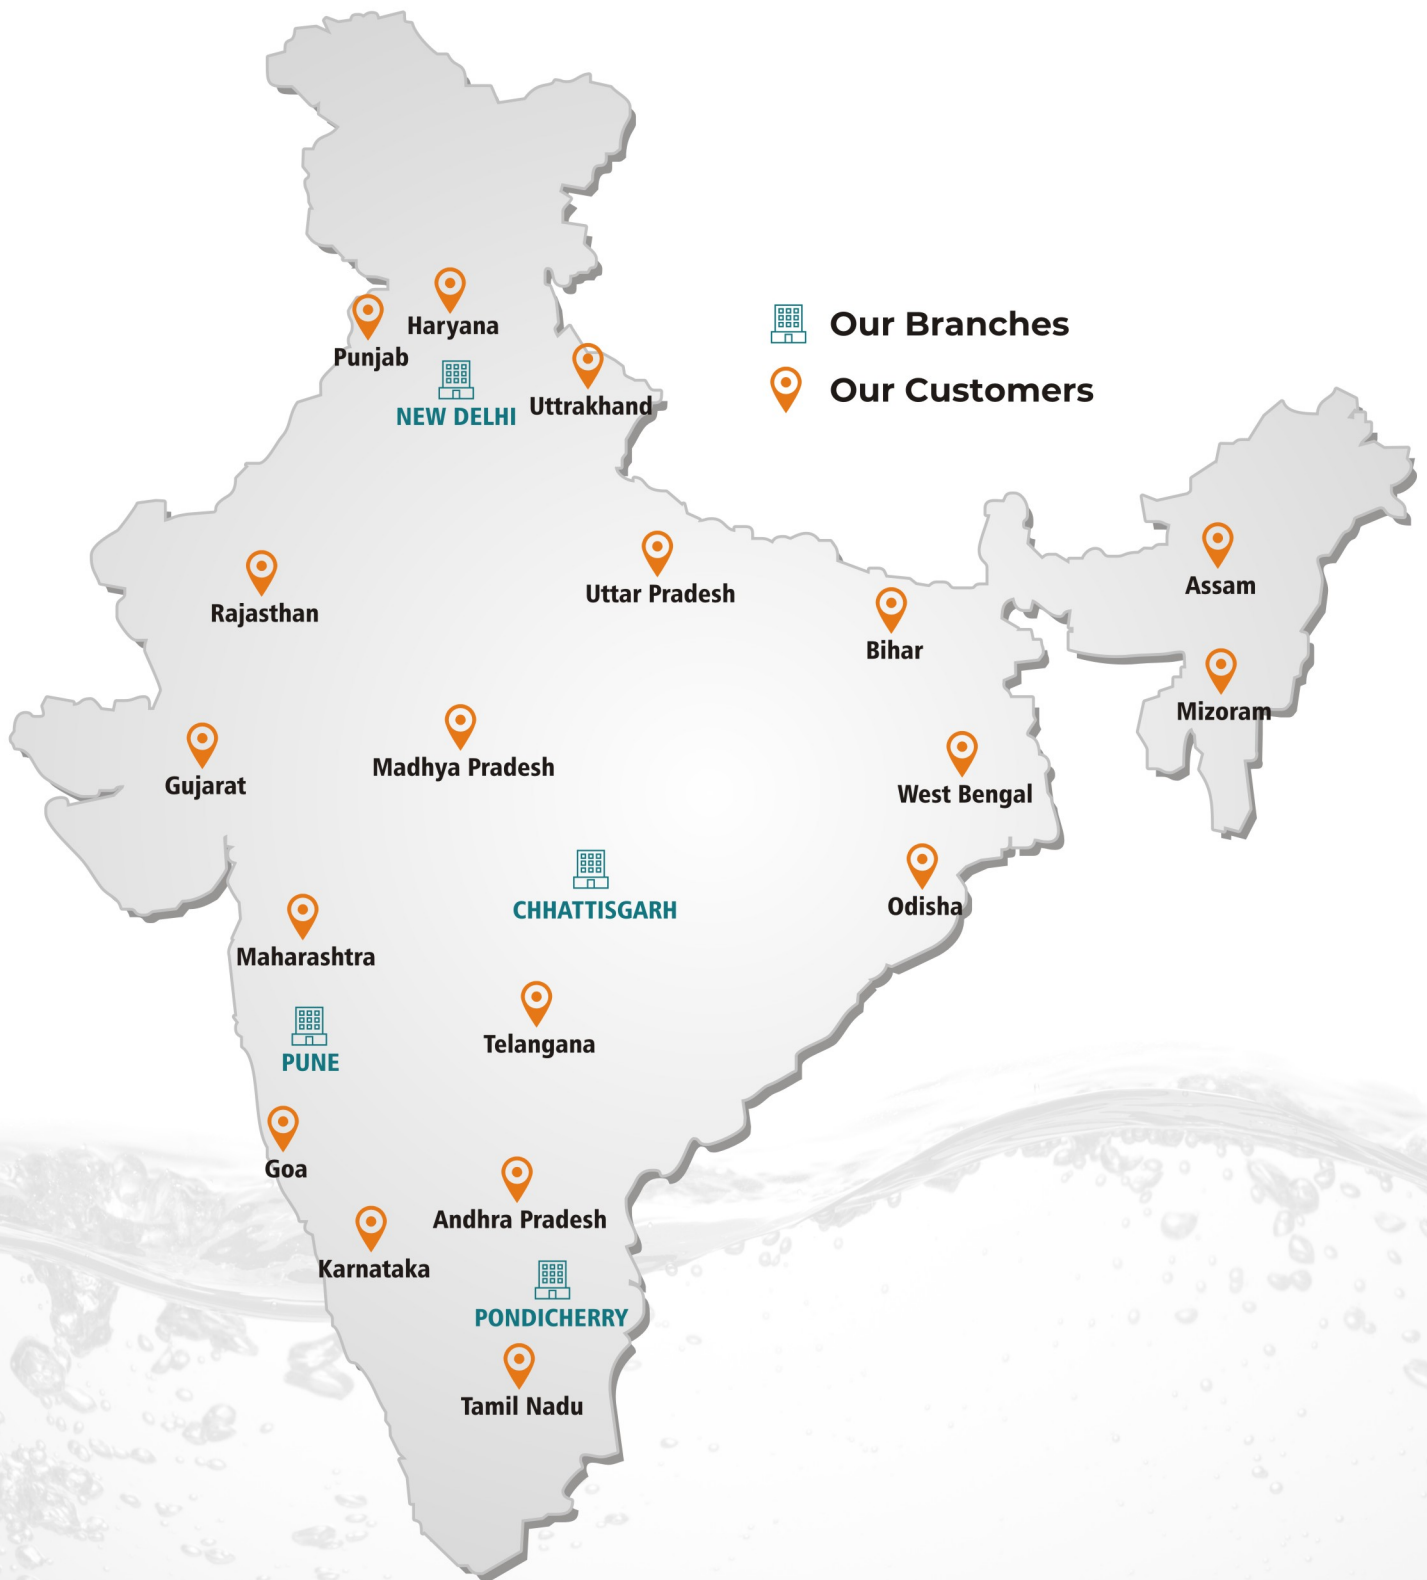 Haryana
Our Branches
Punjab
NEW DELHI
Uttrakhand
Our Customers
Rajasthan
Uttar Pradesh
Assam
Bihar
Mizoram
Gujarat
Madhya Pradesh
West Bengal
CHHATTISGARH
Odisha
Maharashtra
Telangana
PUNE
Goa
Andhra Pradesh
Karnataka
PONDICHERRY
Tamil Nadu